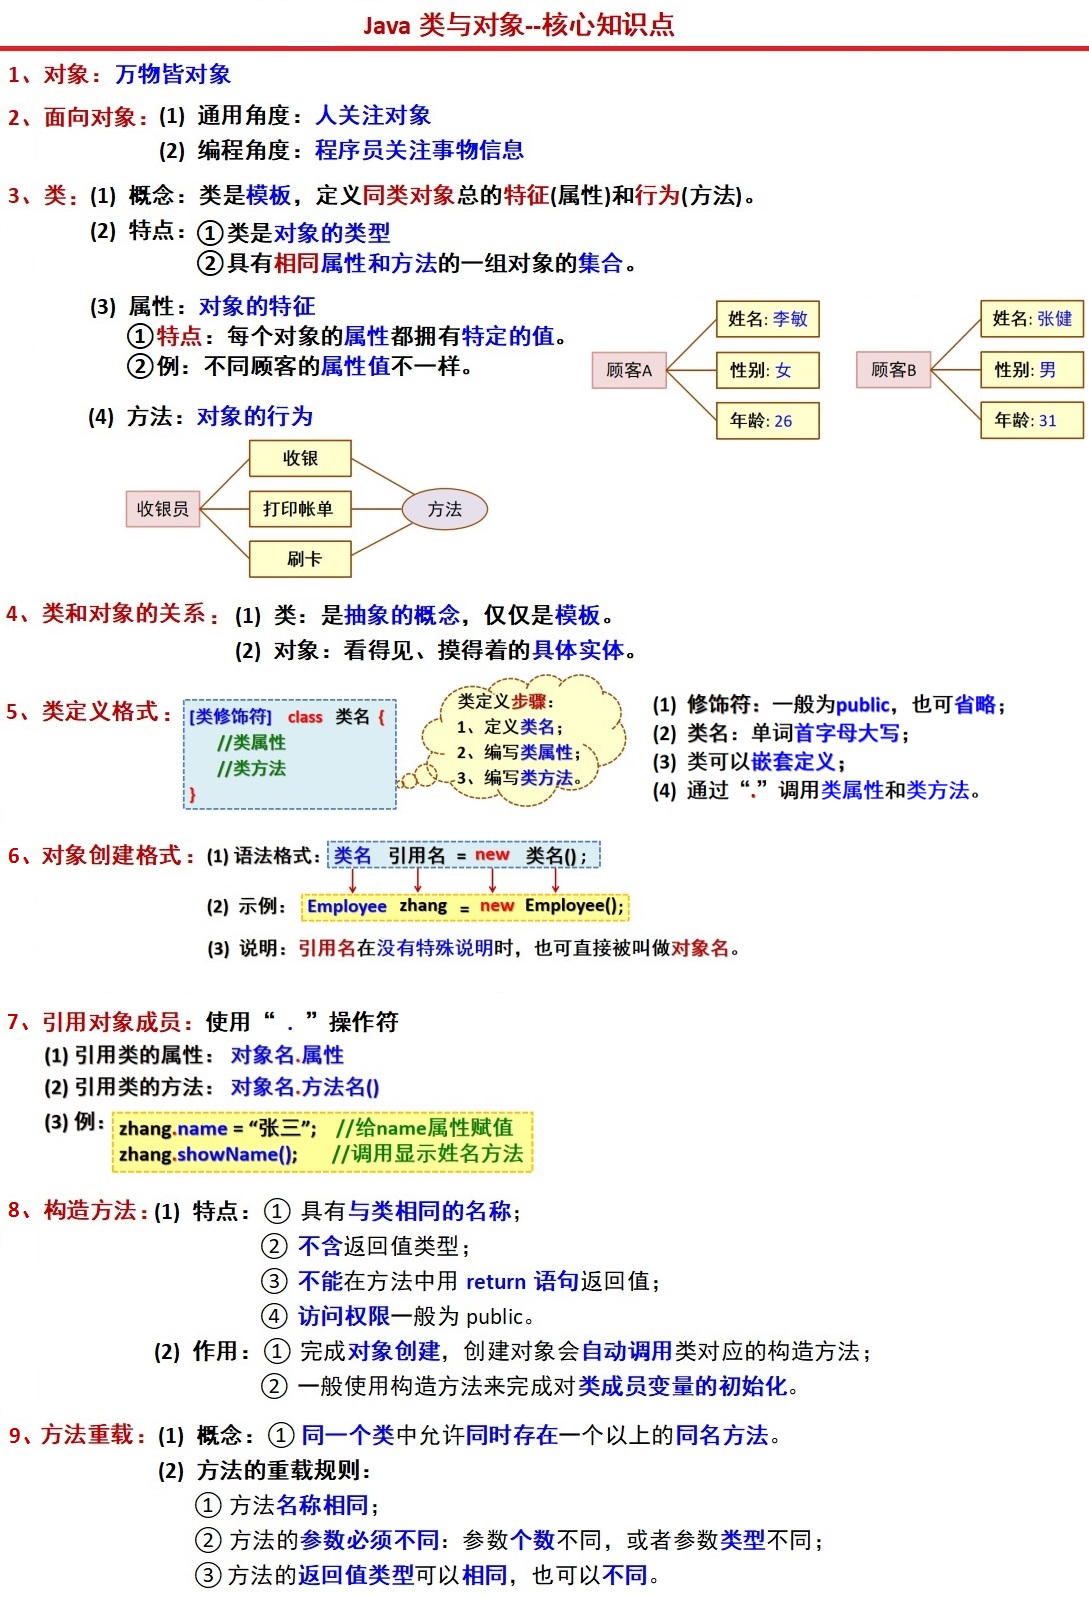 Java 类与对象--核心知识点
1、对象：万物皆对象
2、面向对象：(1) 通用角度：人关注对象
(2) 编程角度：程序员关注事物信息
3、类：(1) 概念：类是模板，定义同类对象总的特征(属性)和行为(方法)。
(2) 特点：①类是对象的类型
②具有相同属性和方法的一组对象的集合。
(3) 属性：对象的特征
①特点：每个对象的属性都拥有特定的值。
②例：不同顾客的属性值不一样。
顾客A
姓名: 李敏
性别: 女
年龄: 26
顾客B
姓名: 张健
性别: 男
年龄: 31
(4) 方法：对象的行为
收银员
收银
打印帐单
刷卡
方法
4、类和对象的关系：(1) 类：是抽象的概念，仅仅是模板。
(2) 对象：看得见、摸得着的具体实体。
5、类定义格式：
[类修饰符] class 类名 {
//类属性
//类方法
}
类定义步骤：
1、定义类名；
2、编写类属性；
3、编写类方法。
(1) 修饰符：一般为public，也可省略；
(2) 类名：单词首字母大写；
(3) 类可以嵌套定义；
(4) 通过“.”调用类属性和类方法。
6、对象创建格式：(1) 语法格式：类名 引用名 = new 类名() ;
(2) 示例： Employee zhang = new Employee();
(3) 说明：引用名在没有特殊说明时，也可直接被叫做对象名。
7、引用对象成员：使用“ . ”操作符
(1) 引用类的属性： 对象名.属性
(2) 引用类的方法： 对象名.方法名()
(3) 例：
zhang.name = “张三”; //给name属性赋值
zhang.showName(); //调用显示姓名方法
8、构造方法：(1) 特点：① 具有与类相同的名称；
② 不含返回值类型；
③ 不能在方法中用 return 语句返回值；
④ 访问权限一般为 public。
(2) 作用：① 完成对象创建，创建对象会自动调用类对应的构造方法；
② 一般使用构造方法来完成对类成员变量的初始化。
9、方法重载：(1) 概念：① 同一个类中允许同时存在一个以上的同名方法。
(2) 方法的重载规则：
① 方法名称相同；
② 方法的参数必须不同：参数个数不同，或者参数类型不同；
③ 方法的返回值类型可以相同，也可以不同。